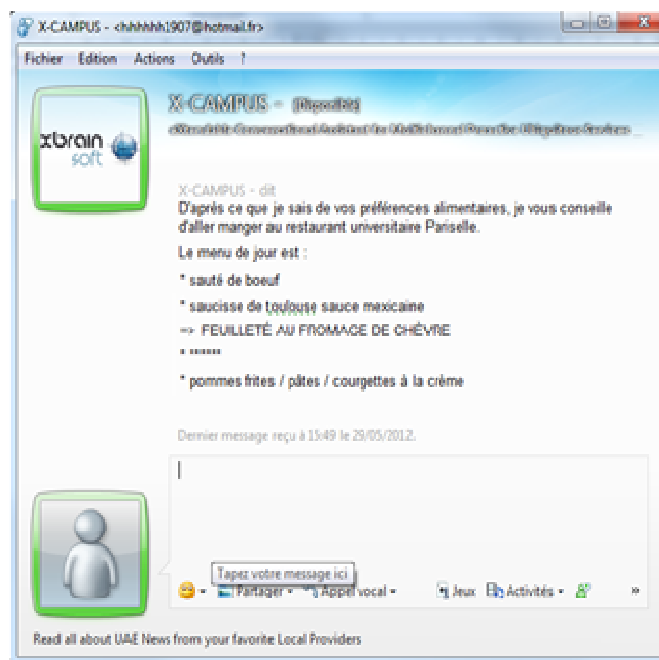 X-CAMPUS - <hhhhhh1907@hotmail.fr>
Fichier Edition Actions Outils ?
X-CAMPUS - (Disponible)
xbrain
soft
X-CAMPUS - dit
D'après ce que je sais de vos préférences alimentaires, je vous conseille
d'aller manger au restaurant universitaire Pariselle.
Le menu de jour est :
* sauté de boeuf
* saucisse de toulouse sauce mexicaine
=> FEUILLETÉ AU FROMAGE DE CHÈVRE
* *******
* pommes frites / pâtes / courgettes à la crème
Dernier message reçu à 15:49 le 29/05/2012.
Tapez votre message ici
Partager Appel vocal Jeux Activités »
Read all about UAE News from your favorite Local Providers